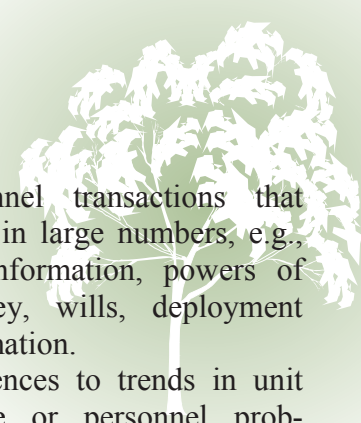 nnel transactions that
in large numbers, e.g.,
nformation, powers of
ey, wills, deployment
nation.
ences to trends in unit
e or personnel prob-